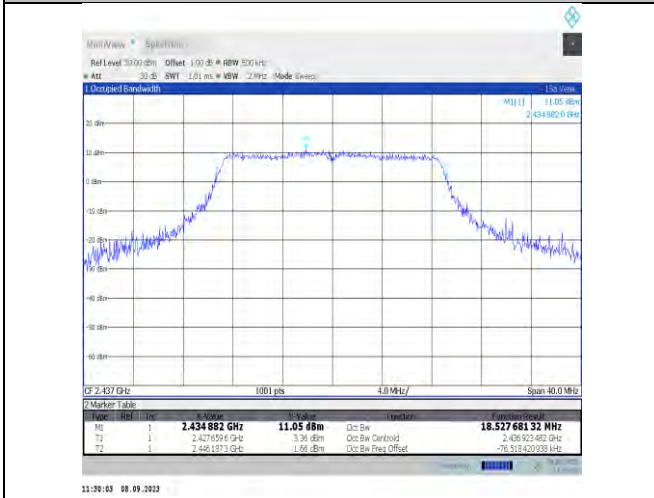 MultiView Spectrum
Ref Level 30.00 dBm Offset 1.00 dB RBW 500 kHz
Att 30 dB SWT 1.01 ms VBW 2 MHz Mode Sweep
1 Occupied Bandwidth
M1[1] 11.05 dBm
2.434 882 0 GHz
20 dBm
10 dBm
0 dBm
-10 dBm
-20 dBm
-30 dBm
-40 dBm
-50 dBm
-60 dBm
CF 2.437 GHz 1001 pts 4.0 MHz/ Span 40.0 MHz
2 Marker Table
Type Ref Trc X-Value Y-Value Function Function Result
M1 1 2.434 882 GHz 11.05 dBm Occ Bw 18.527 681 32 MHz
T1 1 2.427 659 6 GHz 3.36 dBm Occ Bw Centroid 2.436 923 482 GHz
T2 1 2.446 187 3 GHz 1.66 dBm Occ Bw Freq Offset -76.518 420 938 kHz
11:30:03 08.09.2023